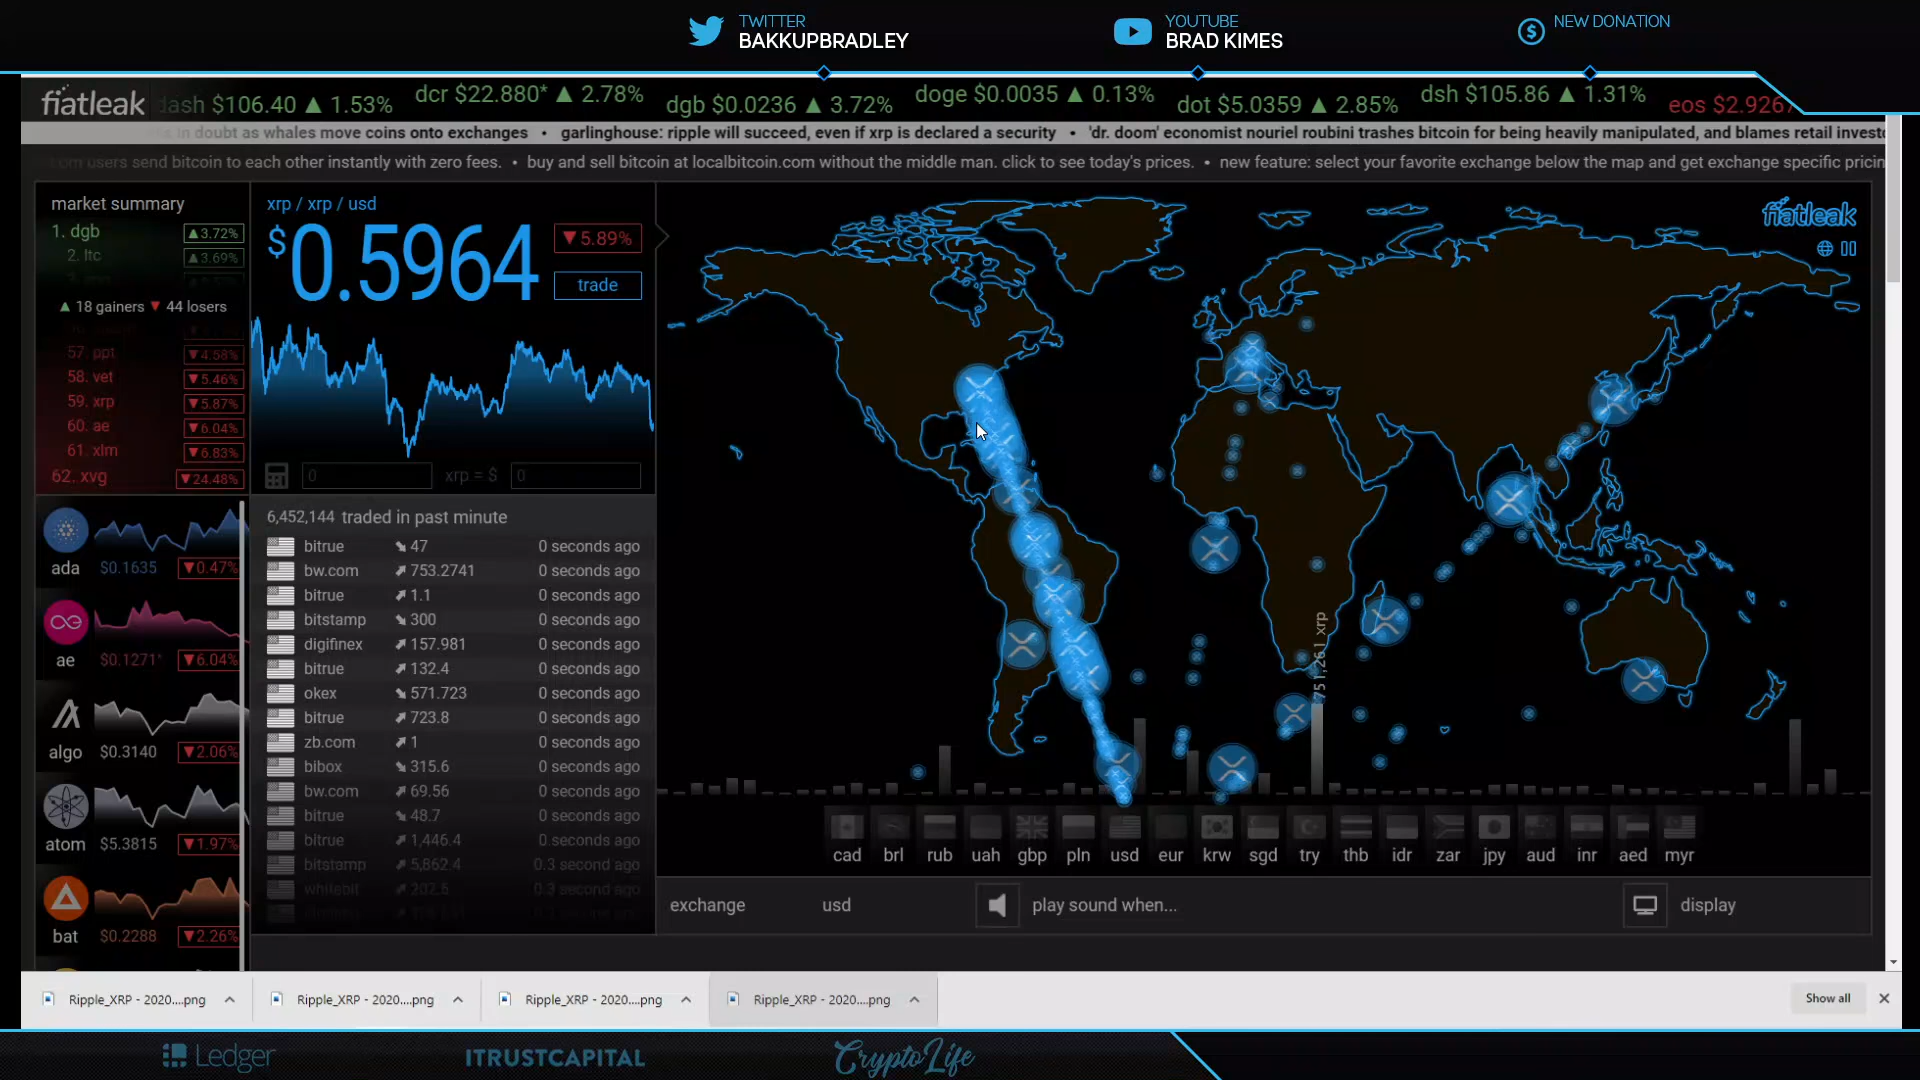 TWITTER
BAKKUPBRADLEY
YOUTUBE
BRAD KIMES
NEW DONATION
fiatleak
dash $106.40 ▲ 1.53%
dcr $22.880* ▲ 2.78%
dgb $0.0236 ▲ 3.72%
doge $0.0035 ▲ 0.13%
dot $5.0359 ▲ 2.85%
dsh $105.86 ▲ 1.31%
eos $2.926
in doubt as whales move coins onto exchanges • garlinghouse: ripple will succeed, even if xrp is declared a security • 'dr. doom' economist nouriel roubini trashes bitcoin for being heavily manipulated, and blames retail
users send bitcoin to each other instantly with zero fees. • buy and sell bitcoin at localbitcoin.com without the middle man. click to see today's prices. • new feature: select your favorite exchange below the map and get exchange specific
market summary
1. dgb ▲3.72%
2. ltc ▲3.69%
▲ 18 gainers ▼ 44 losers
57. ppt ▼4.58%
58. vet ▼5.46%
59. xrp ▼5.87%
60. ae ▼6.04%
61. xlm ▼6.83%
62. xvg ▼24.48%
xrp / xrp / usd
$0.5964
▼5.89%
trade
0 xrp = $ 0
fiatleak
ada $0.1635 ▼0.47%
ae $0.1271* ▼6.04%
algo $0.3140 ▼2.06%
atom $5.3815 ▼1.97%
bat $0.2288 ▼2.26%
6,452,144 traded in past minute
bitrue 47 0 seconds ago
bw.com 753.2741 0 seconds ago
bitrue 1.1 0 seconds ago
bitstamp 300 0 seconds ago
digifinex 157.981 0 seconds ago
bitrue 132.4 0 seconds ago
okex 571.723 0 seconds ago
bitrue 723.8 0 seconds ago
zb.com 1 0 seconds ago
bibox 315.6 0 seconds ago
bw.com 69.56 0 seconds ago
bitrue 48.7 0 seconds ago
bitrue 1,446.4 0 seconds ago
bitstamp 5,862.4 0.3 second ago
whitebit 202.5 0.3 second ago
751,261 xrp
cad brl rub uah gbp pln usd eur krw sgd try thb idr zar jpy aud inr aed myr
exchange usd play sound when... display
Ripple_XRP - 2020....png
Ripple_XRP - 2020....png
Ripple_XRP - 2020....png
Ripple_XRP - 2020....png
Show all
Ledger
ITRUSTCAPITAL
CryptoLife